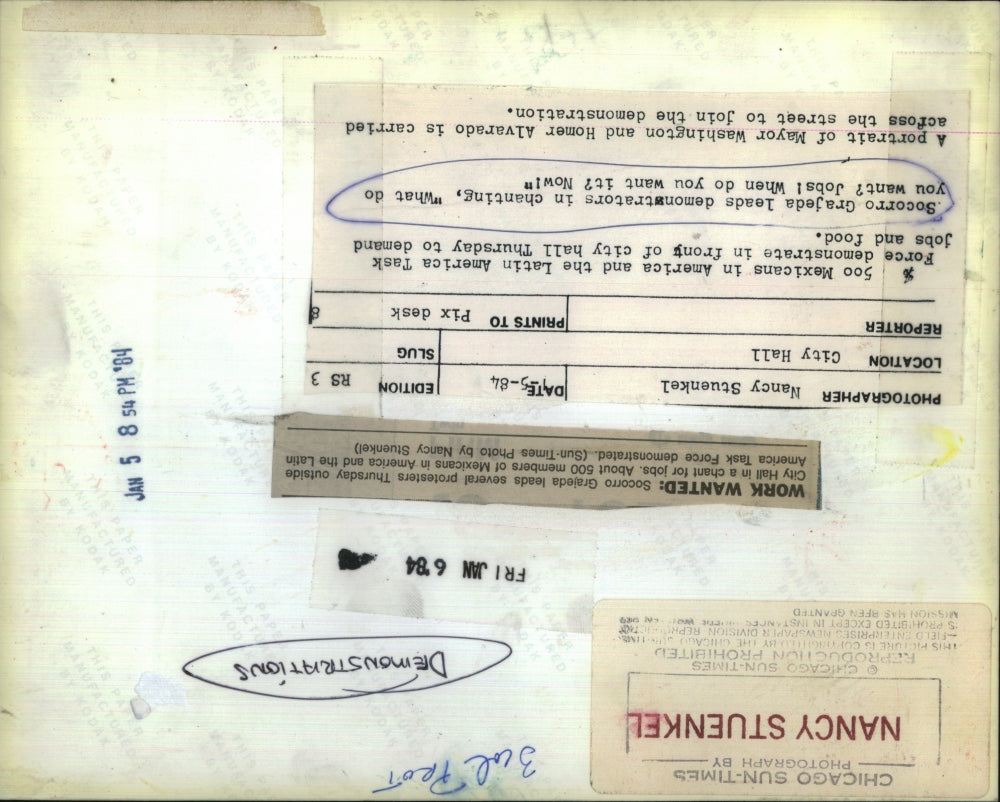 CHICAGO SUN-TIMES
PHOTOGRAPH BY
NANCY STUENKEL
© CHICAGO SUN-TIMES
REPRODUCTION PROHIBITED
THIS PICTURE IS COPYRIGHTED BY THE CHICAGO SUN-TIMES
—FIELD ENTERPRISES NEWSPAPER DIVISION REPRODUCTION
IS PROHIBITED EXCEPT IN INSTANCES WHERE
MISSION HAS BEEN GRANTED
DEMONSTRATIONS
FRI JAN 6 '84
WORK WANTED: Socorro Grajeda leads several protesters Thursday outside
City Hall in a chant for jobs. About 500 members of Mexicans in America and the Latin
America Task Force demonstrated. (Sun-Times Photo by Nancy Stuenkel)
PHOTOGRAPHER Nancy Stuenkel DATE 1-5-84 EDITION RS 3
LOCATION City Hall SLUG
REPORTER PRINTS TO Pix desk 8
500 Mexicans in America and the Latin America Task
Force demonstrate in frony of city hall Thursday to demand
jobs and food.
Socorro Grajeda leads demonstrators in chanting, "What do
you want? Jobs! When do you want it? Now!"
A portrait of Mayor Washington and Homer Alvarado is carried
across the street to join the demonstration.
JAN 5 8 54 PM '84
THIS PAPER
MANUFACTURED
BY KODAK